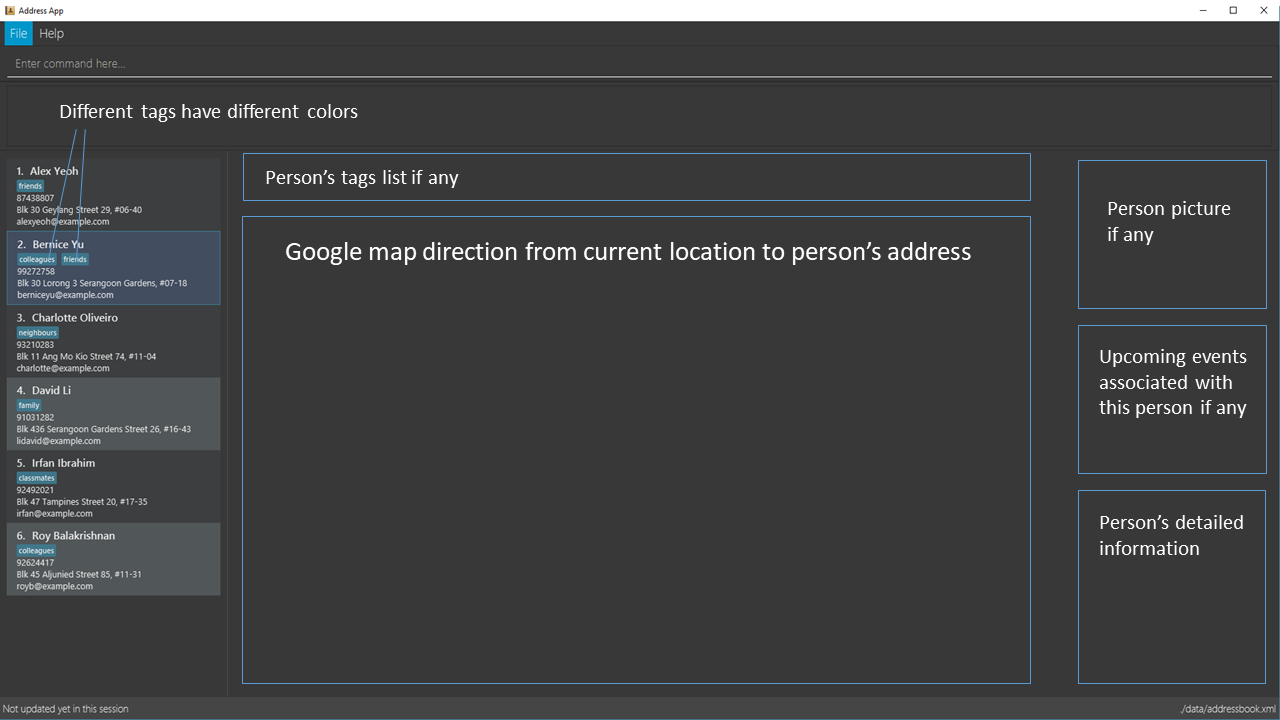 Address App
File Help
Enter command here...
Different tags have different colors
1. Alex Yeoh
friends
87438807
Blk 30 Geylang Street 29, #06-40
alexyeoh@example.com
2. Bernice Yu
colleagues friends
99272758
Blk 30 Lorong 3 Serangoon Gardens, #07-18
berniceyu@example.com
3. Charlotte Oliveiro
neighbours
93210283
Blk 11 Ang Mo Kio Street 74, #11-04
charlotte@example.com
4. David Li
family
91031282
Blk 436 Serangoon Gardens Street 26, #16-43
lidavid@example.com
5. Irfan Ibrahim
classmates
92492021
Blk 47 Tampines Street 20, #17-35
irfan@example.com
6. Roy Balakrishnan
colleagues
92624417
Blk 45 Aljunied Street 85, #11-31
royb@example.com
Person’s tags list if any
Google map direction from current location to person’s address
Person picture
if any
Upcoming events
associated with
this person if any
Person’s detailed
information
Not updated yet in this session
./data/addressbook.xml